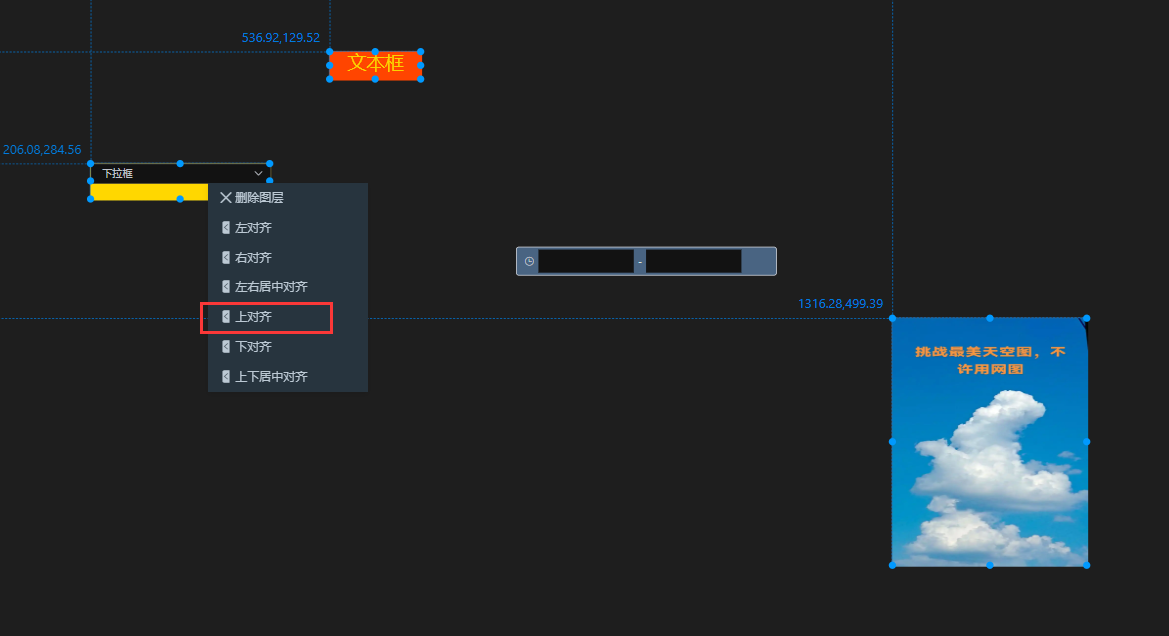 536.92,129.52
文本框
206.08,284.56
下拉框
删除图层
左对齐
右对齐
左右居中对齐
-
上对齐
下对齐
上下居中对齐
1316.28,499.39
挑战最美天空图，不
许用网图